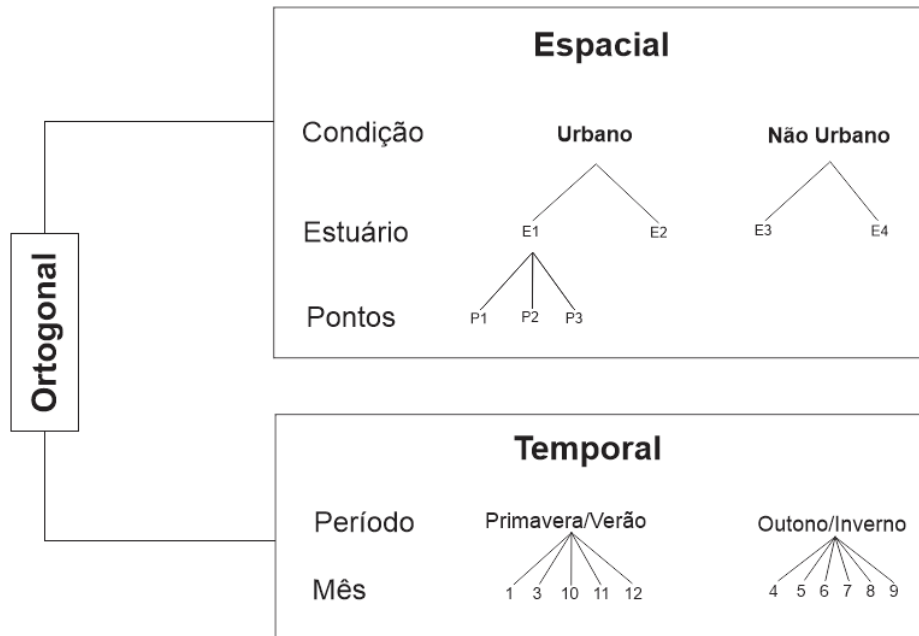 Espacial
Condição Urbano Não Urbano
Estuário E1 E2 E3 E4
Pontos P1 P2 P3
Ortogonal
Temporal
Período Primavera/Verão Outono/Inverno
Mês 1 3 10 11 12 4 5 6 7 8 9